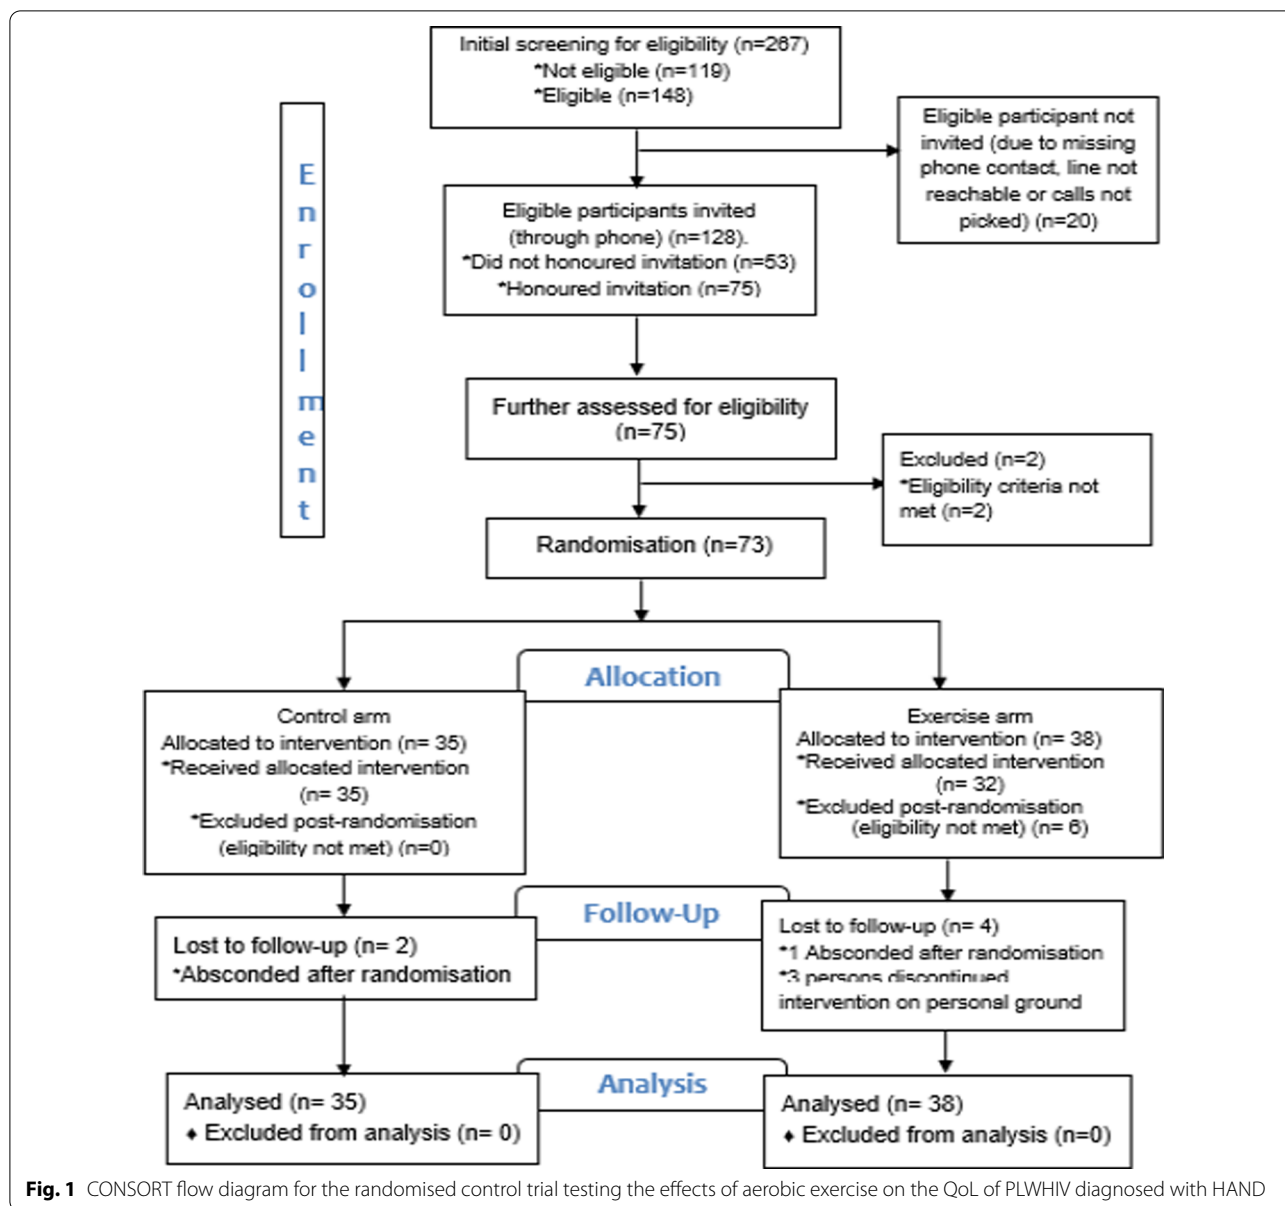 Initial screening for eligibility (n=267)
*Not eligible (n=119)
*Eligible (n=148)
Eligible participant not
invited (due to missing
phone contact, line not
reachable or calls not
picked) (n=20)
Enrollment
Eligible participants invited
(through phone) (n=128).
*Did not honoured invitation (n=53)
*Honoured invitation (n=75)
Further assessed for eligibility
(n=75)
Excluded (n=2)
*Eligibility criteria not
met (n=2)
Randomisation (n=73)
Allocation
Control arm
Allocated to intervention (n= 35)
*Received allocated intervention
(n= 35)
*Excluded post-randomisation
(eligibility not met) (n=0)
Exercise arm
Allocated to intervention (n= 38)
*Received allocated intervention
(n= 32)
*Excluded post-randomisation
(eligibility not met) (n= 6)
Follow-Up
Lost to follow-up (n= 2)
*Absconded after randomisation
Lost to follow-up (n= 4)
*1 Absconded after randomisation
*3 persons discontinued
intervention on personal ground
Analysis
Analysed (n= 35)
♦ Excluded from analysis (n= 0)
Analysed (n= 38)
♦ Excluded from analysis (n=0)
Fig. 1 CONSORT flow diagram for the randomised control trial testing the effects of aerobic exercise on the QoL of PLWHIV diagnosed with HAND